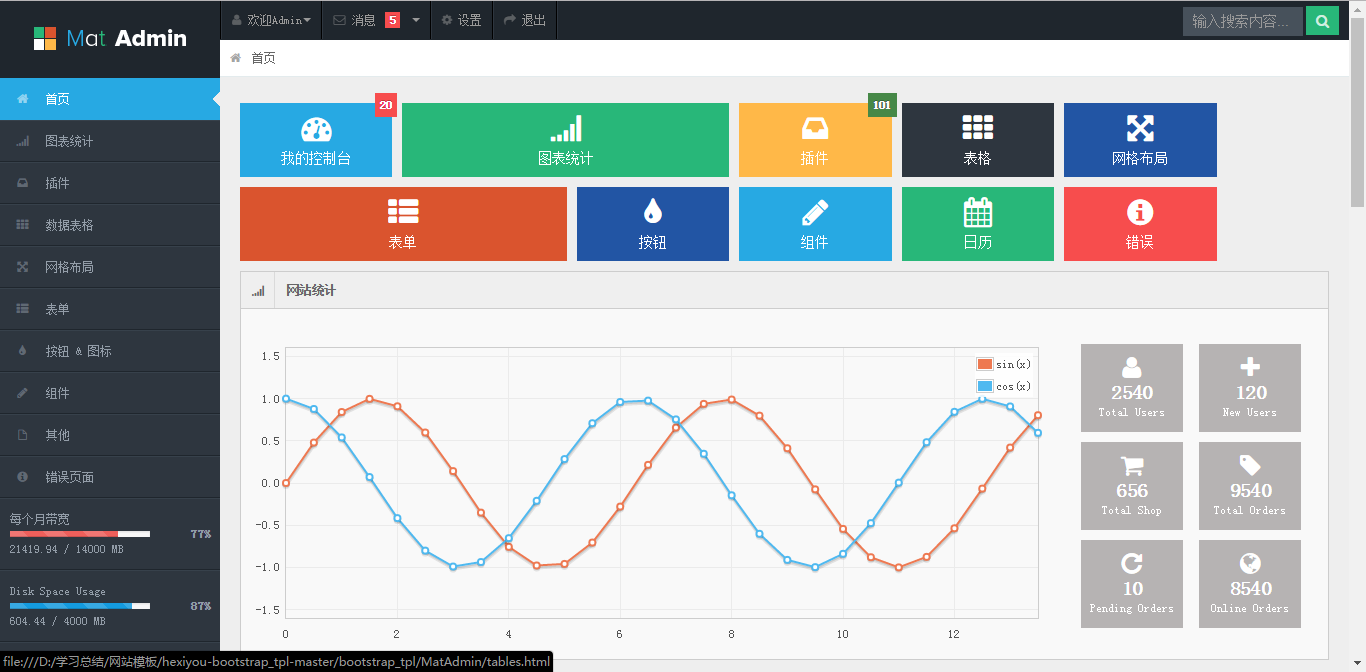 Mat Admin
欢迎Admin
消息 5
设置
退出
输入搜索内容...
首页
首页
图表统计
插件
数据表格
网格布局
表单
按钮 & 图标
组件
其他
错误页面
每个月带宽
77%
21419.94 / 14000 MB
Disk Space Usage
87%
604.44 / 4000 MB
20
我的控制台
图表统计
101
插件
表格
网格布局
表单
按钮
组件
日历
错误
网站统计
1.5
1.0
0.5
0.0
-0.5
-1.0
-1.5
0 2 4 6 8 10 12
sin(x)
cos(x)
2540
Total Users
120
New Users
656
Total Shop
9540
Total Orders
10
Pending Orders
8540
Online Orders
file:///D:/学习总结/网站模板/hexiyou-bootstrap_tpl-master/bootstrap_tpl/MatAdmin/tables.html